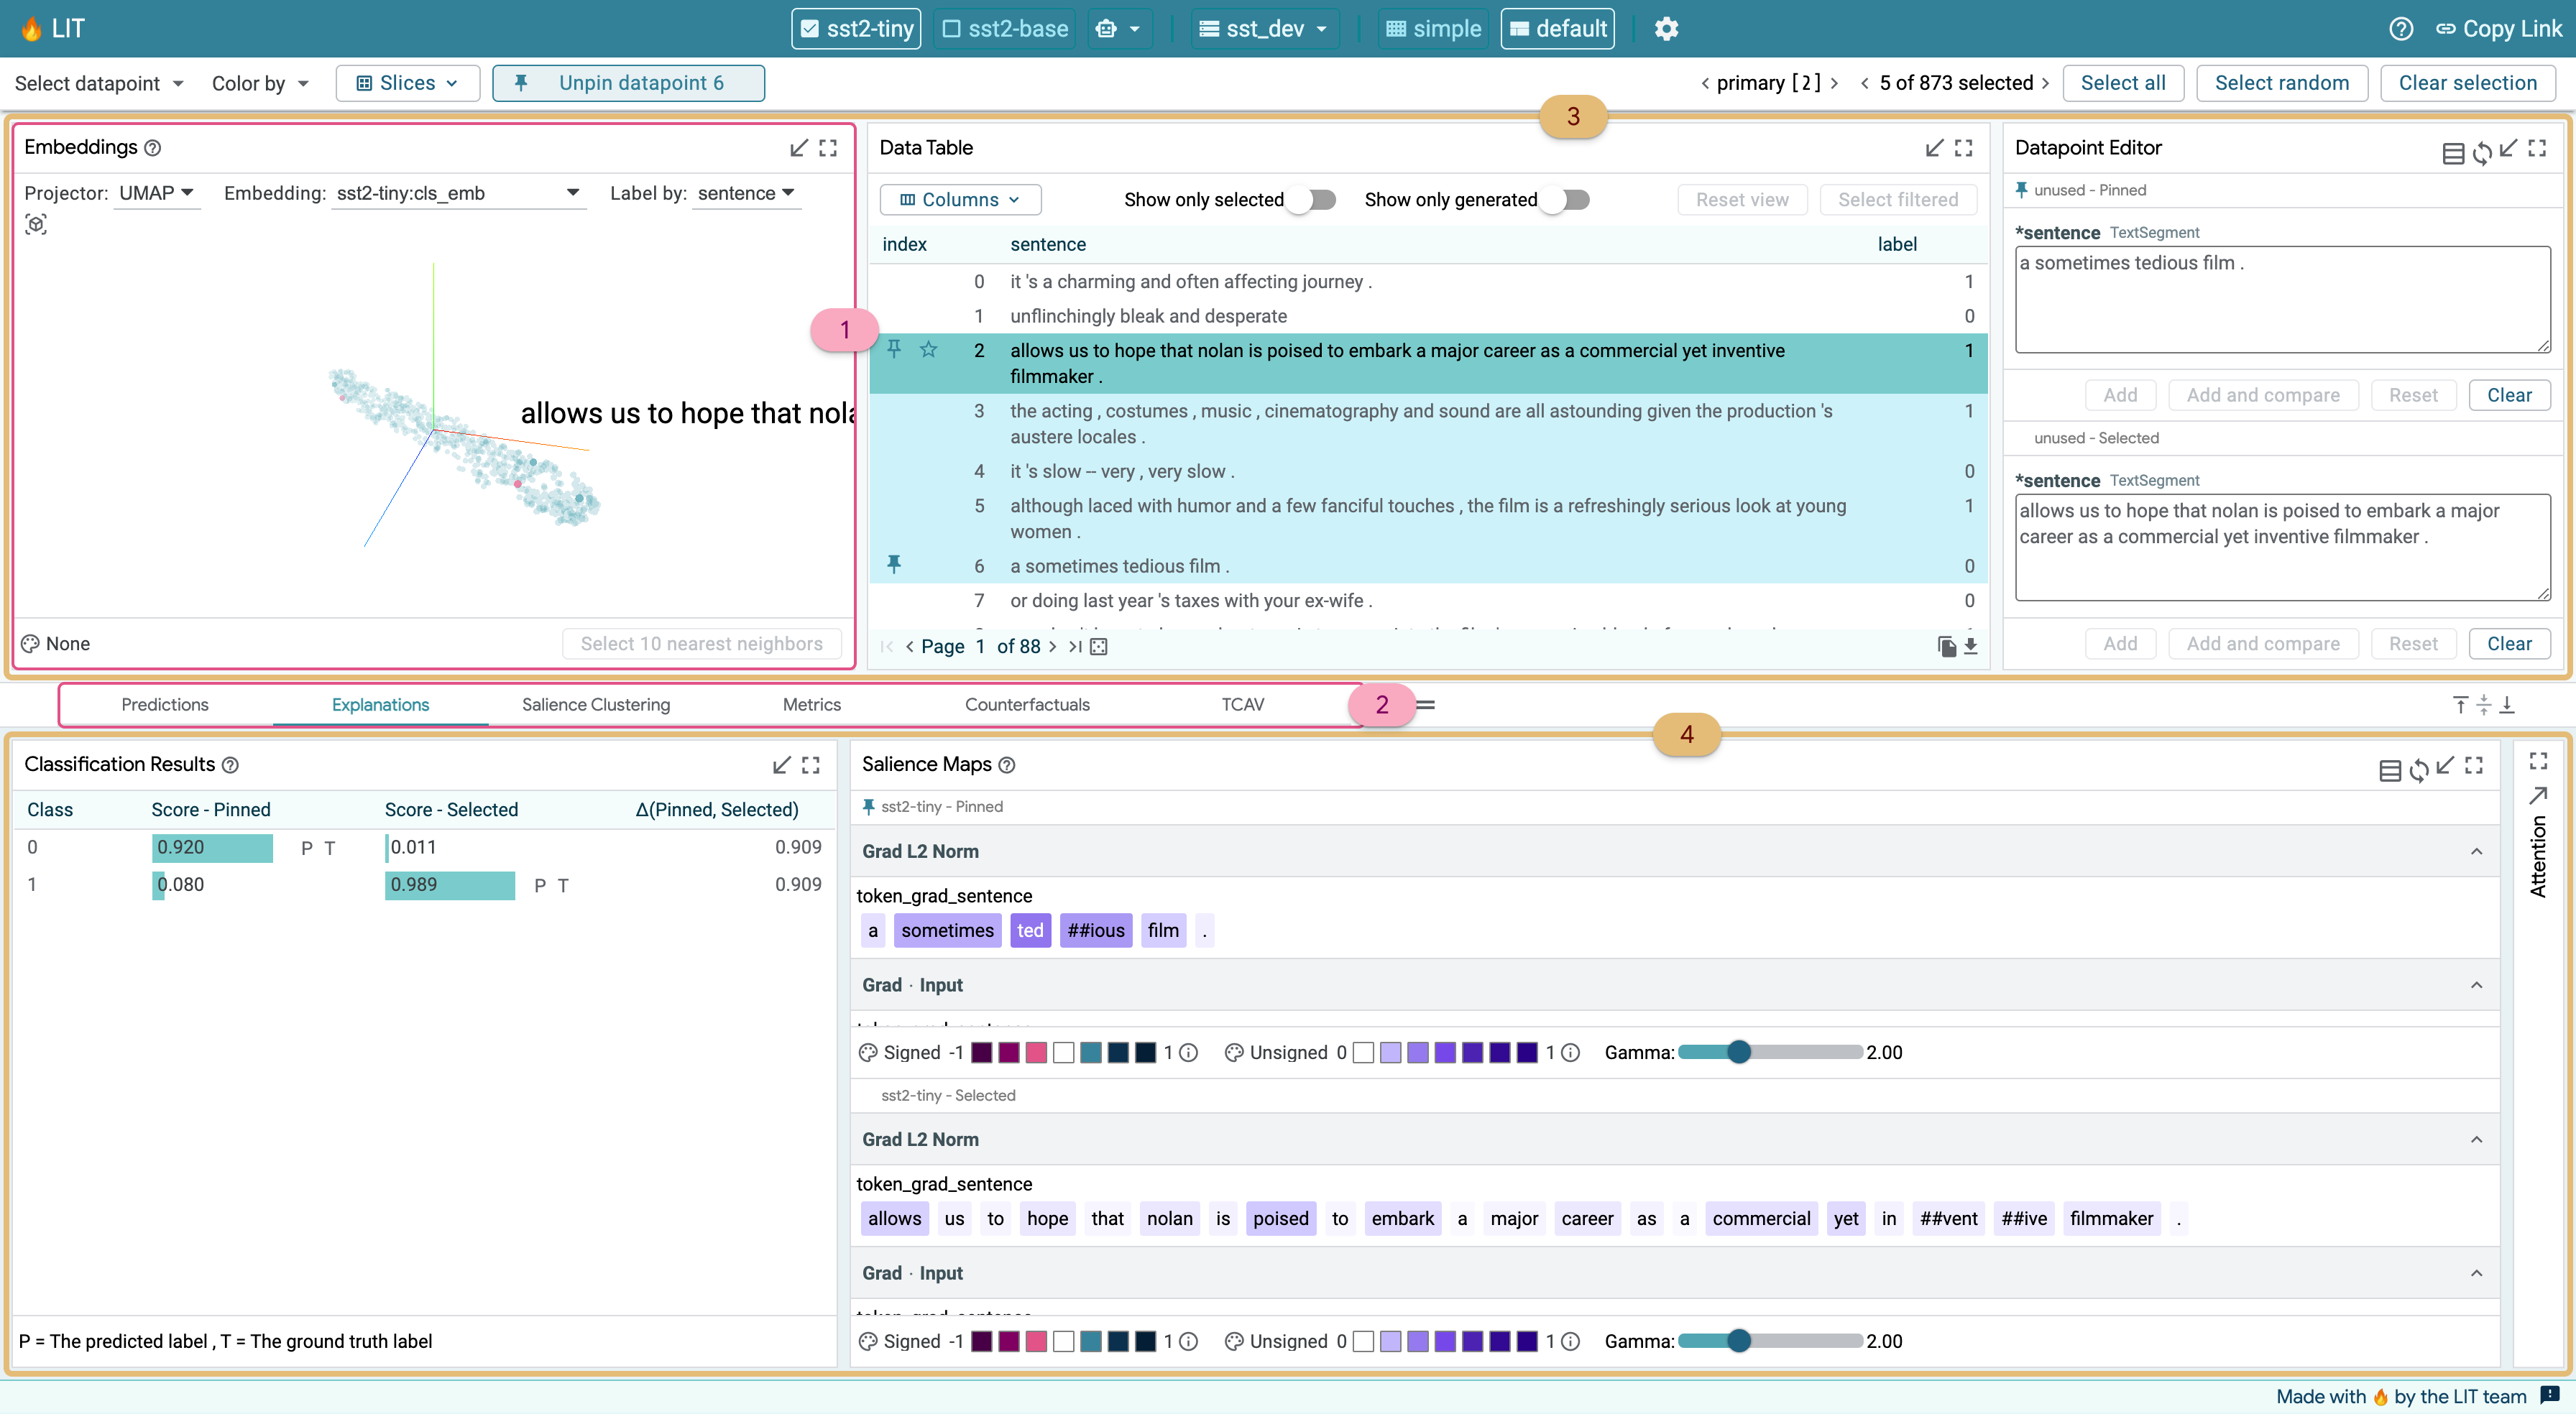 LIT
sst2-tiny
sst2-base
sst_dev
simple
default
Copy Link
Select datapoint
Color by
Slices
Unpin datapoint 6
primary [2]
5 of 873 selected
Select all
Select random
Clear selection
3
Embeddings
Projector: UMAP
Embedding: sst2-tiny:cls_emb
Label by: sentence
allows us to hope that nola
None
Select 10 nearest neighbors
1
Data Table
Columns
Show only selected
Show only generated
Reset view
Select filtered
index sentence label
0 it 's a charming and often affecting journey . 1
1 unflinchingly bleak and desperate 0
2 allows us to hope that nolan is poised to embark a major career as a commercial yet inventive 1
filmmaker .
3 the acting , costumes , music , cinematography and sound are all astounding given the production 's 1
austere locales .
4 it 's slow -- very , very slow . 0
5 although laced with humor and a few fanciful touches , the film is a refreshingly serious look at young 1
women .
6 a sometimes tedious film . 0
7 or doing last year 's taxes with your ex-wife . 0
Page 1 of 88
Datapoint Editor
unused - Pinned
*sentence TextSegment
a sometimes tedious film .
Add
Add and compare
Reset
Clear
unused - Selected
*sentence TextSegment
allows us to hope that nolan is poised to embark a major
career as a commercial yet inventive filmmaker .
Add
Add and compare
Reset
Clear
Predictions
Explanations
Salience Clustering
Metrics
Counterfactuals
TCAV
2
4
Classification Results
Class Score - Pinned Score - Selected Δ(Pinned, Selected)
0 0.920 P T 0.011 0.909
1 0.080 0.989 P T 0.909
P = The predicted label , T = The ground truth label
Salience Maps
sst2-tiny - Pinned
Grad L2 Norm
token_grad_sentence
a sometimes ted ##ious film .
Grad · Input
Signed -1 1 Unsigned 0 1 Gamma: 2.00
sst2-tiny - Selected
Grad L2 Norm
token_grad_sentence
allows us to hope that nolan is poised to embark a major career as a commercial yet in ##vent ##ive filmmaker .
Grad · Input
Signed -1 1 Unsigned 0 1 Gamma: 2.00
Attention
Made with by the LIT team